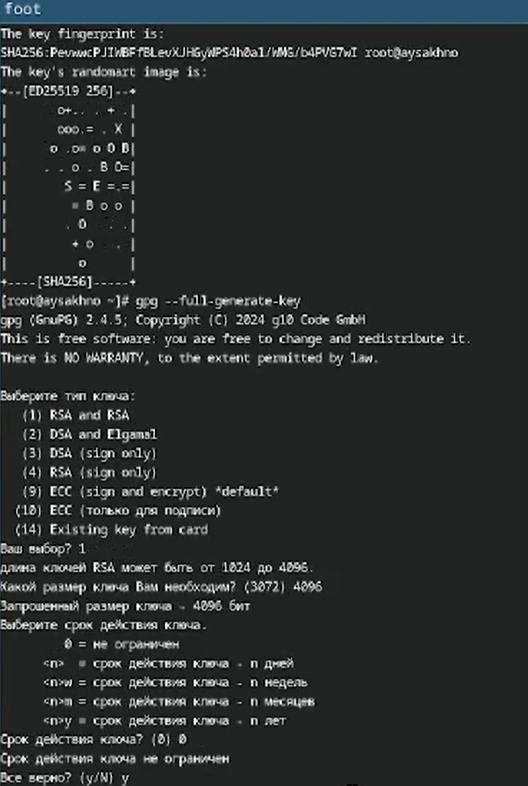 foot
The key fingerprint is:
SHA256:PevwwcPJIWBFfBLevXJHGyWPS4h0a1/WMG/b4PVG7wI root@aysakhno
The key's randomart image is:
+--[ED25519 256]--+
|       o+.. . + .|
|       ooo.= . X |
|      o .o= o O B|
|     . . o . B O=|
|        S = E =.=|
|         = B o o |
|        . O   . .|
|         + o   . |
|          o      |
+----[SHA256]-----+
[root@aysakhno ~]# gpg --full-generate-key
gpg (GnuPG) 2.4.5; Copyright (C) 2024 g10 Code GmbH
This is free software: you are free to change and redistribute it.
There is NO WARRANTY, to the extent permitted by law.
Выберите тип ключа:
(1) RSA and RSA
(2) DSA and Elgamal
(3) DSA (sign only)
(4) RSA (sign only)
(9) ECC (sign and encrypt) *default*
(10) ECC (только для подписи)
(14) Existing key from card
Ваш выбор? 1
длина ключей RSA может быть от 1024 до 4096.
Какой размер ключа Вам необходим? (3072) 4096
Запрошенный размер ключа - 4096 бит
Выберите срок действия ключа.
0 = не ограничен
<n> = срок действия ключа - n дней
<n>w = срок действия ключа - n недель
<n>m = срок действия ключа - n месяцев
<n>y = срок действия ключа - n лет
Срок действия ключа? (0) 0
Срок действия ключа не ограничен
Все верно? (y/N) y